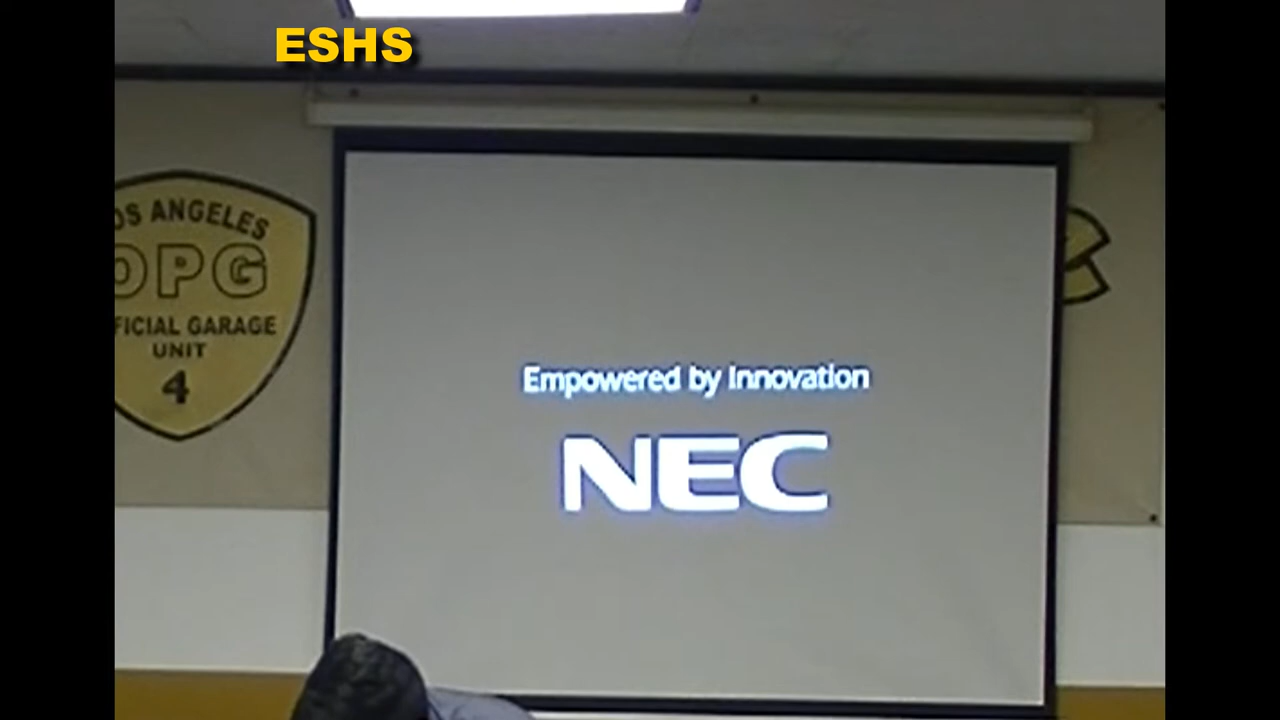 ESHS
OS ANGELES
OPG
FICIAL GARAGE
UNIT
4
Empowered by Innovation
NEC